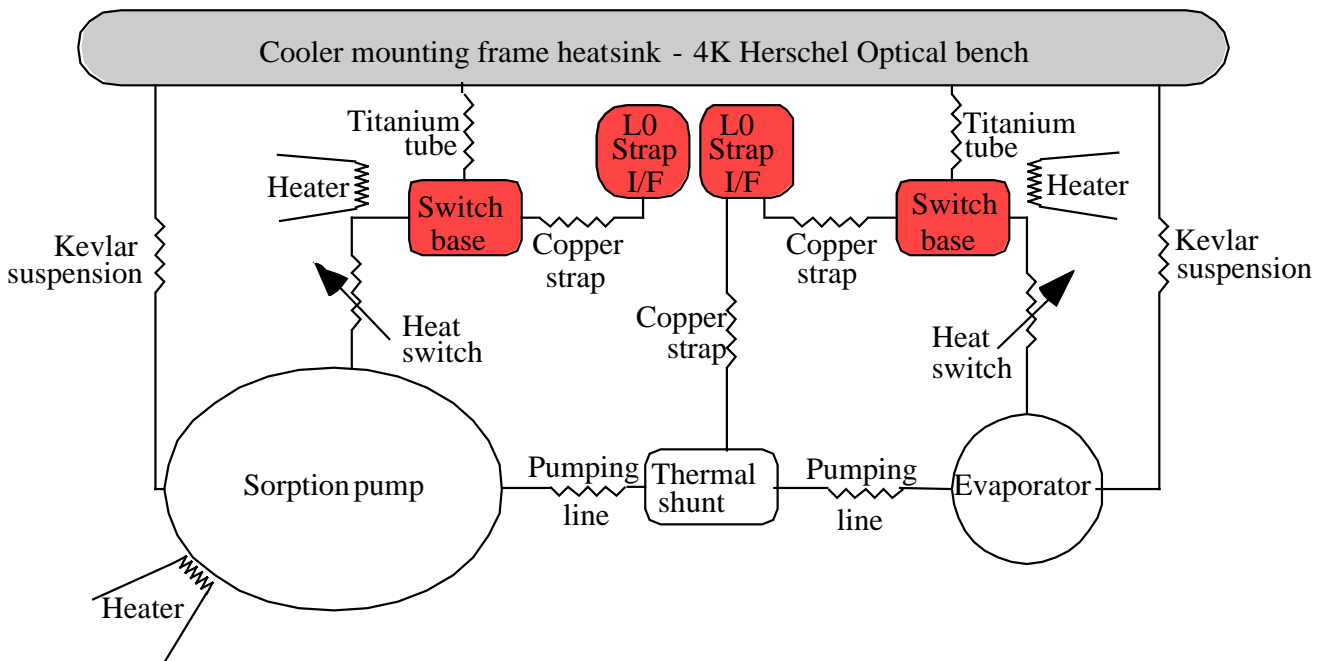 Cooler mounting frame heatsink - 4K Herschel Optical bench
Titanium
tube
L0
Strap
I/F
L0
Strap
I/F
Titanium
tube
Heater
Switch
base
Copper
strap
Copper
strap
Switch
base
Heater
Kevlar
suspension
Kevlar
suspension
Heat
switch
Copper
strap
Heat
switch
Sorption pump
Pumping
line
Thermal
shunt
Pumping
line
Evaporator
Heater